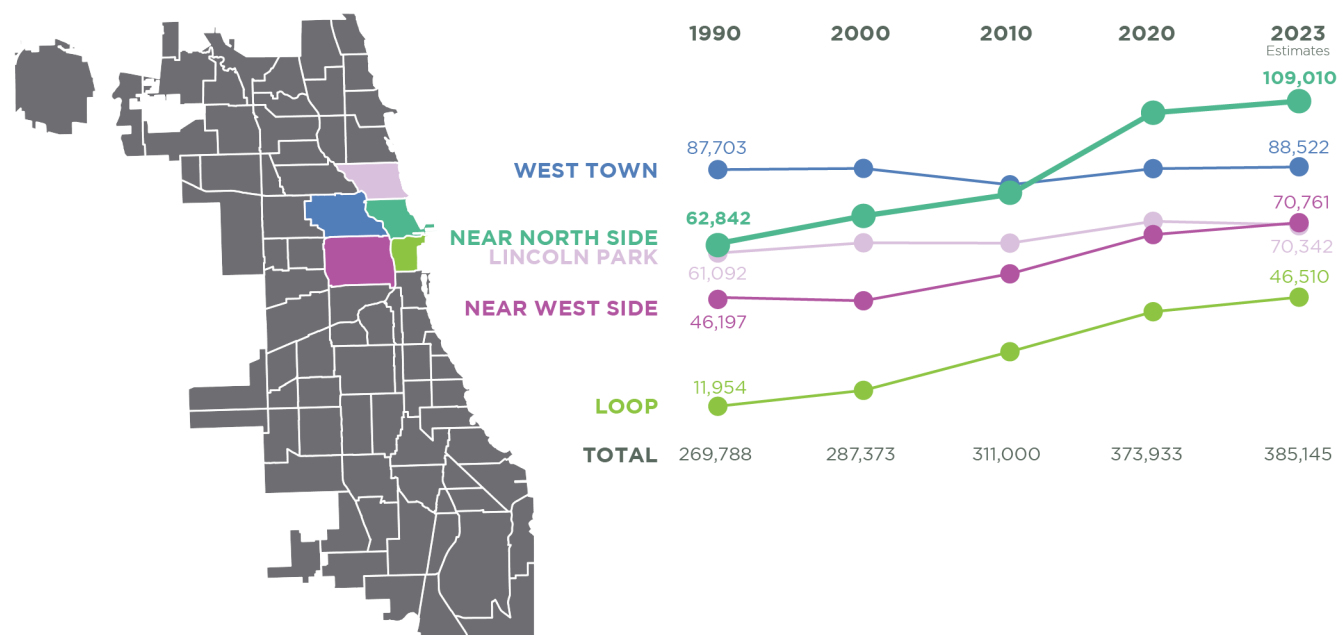 1990 2000 2010 2020 2023
Estimates
109,010
WEST TOWN 87,703 88,522
62,842 70,761
NEAR NORTH SIDE
LINCOLN PARK 61,092 70,342
46,510
NEAR WEST SIDE 46,197
11,954
LOOP
TOTAL 269,788 287,373 311,000 373,933 385,145